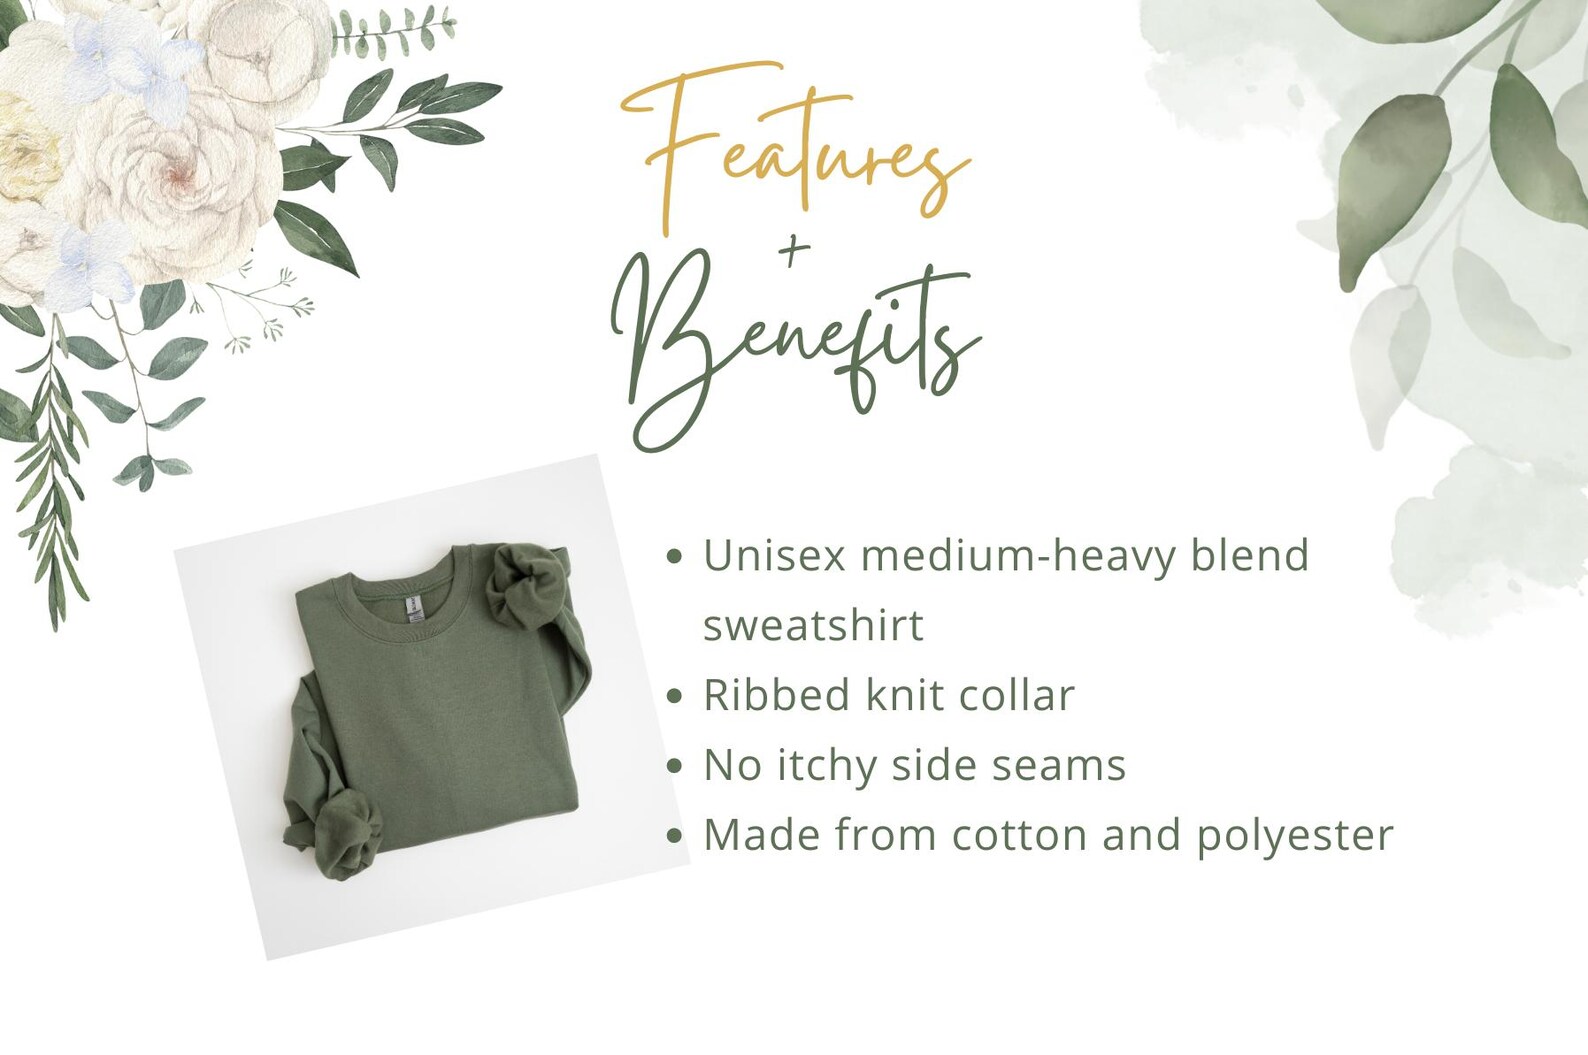 Features
+
Benefits
• Unisex medium-heavy blend
sweatshirt
• Ribbed knit collar
• No itchy side seams
• Made from cotton and polyester